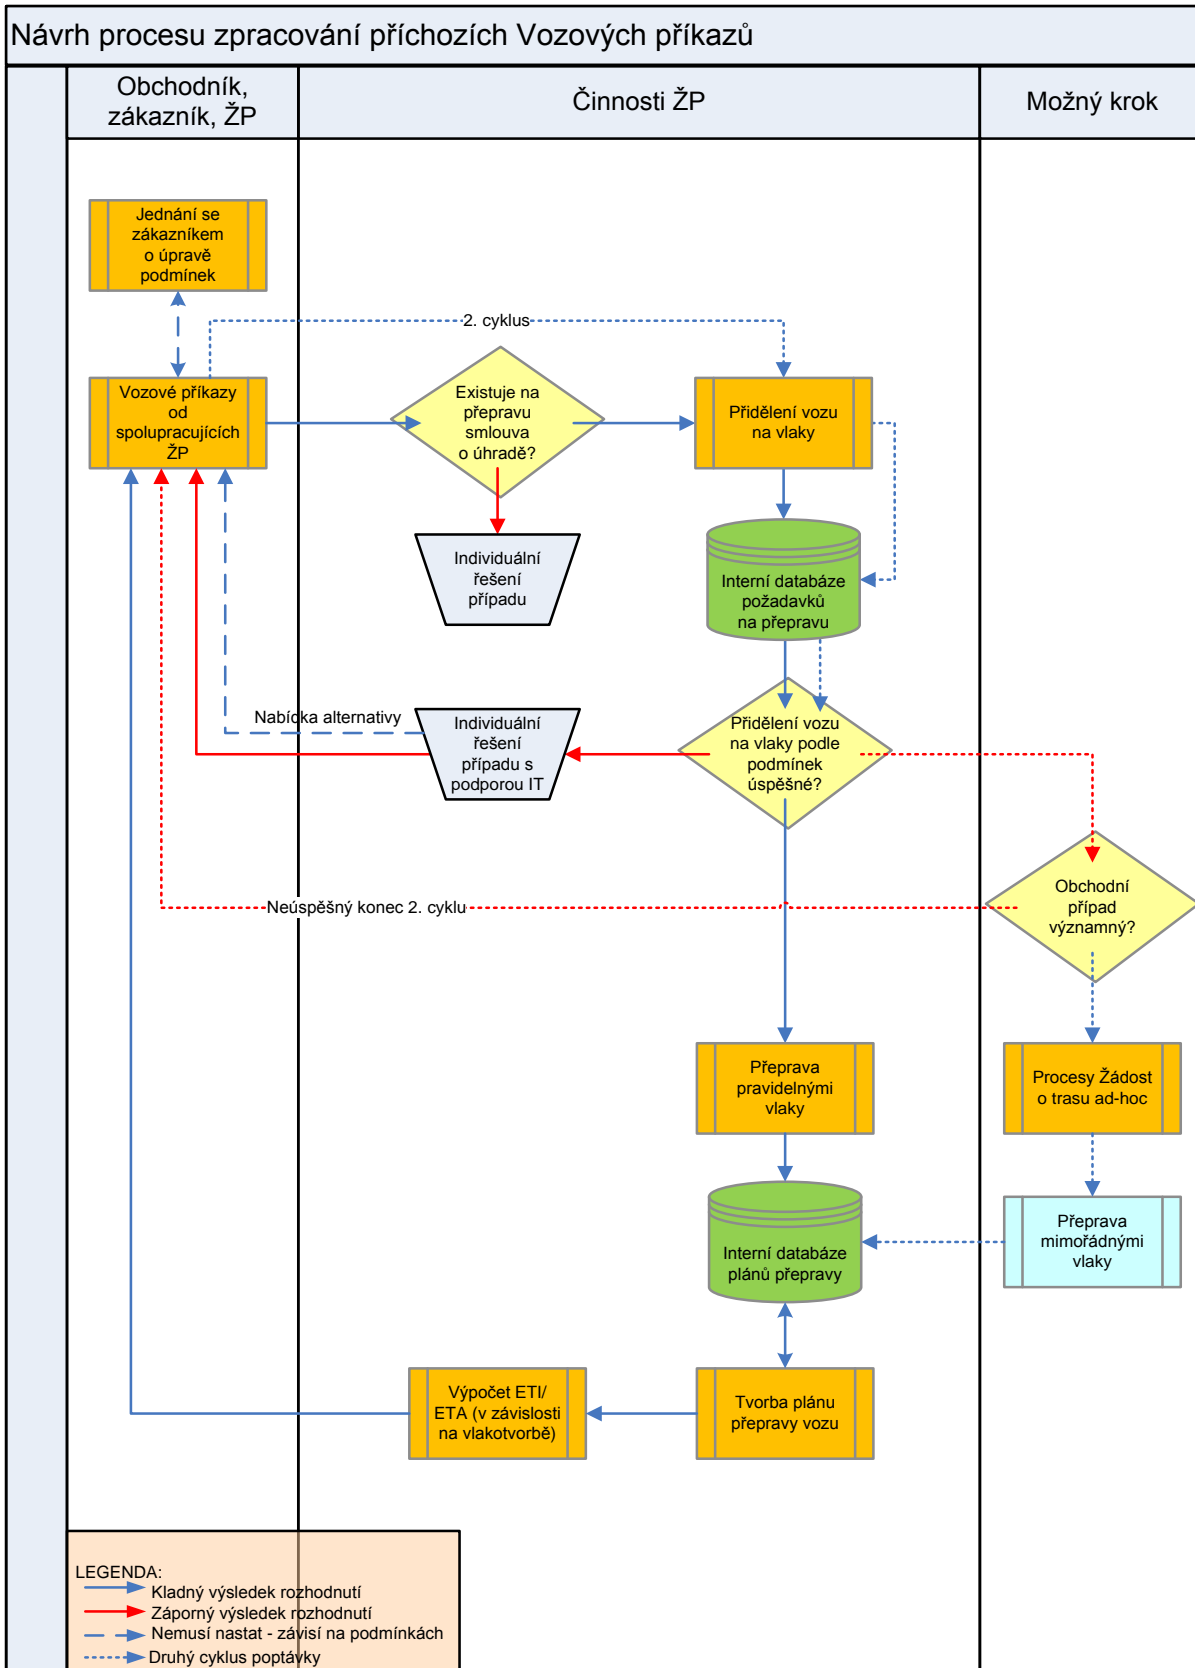 Návrh procesu zpracování příchozích Vozových příkazů
Obchodník,
zákazník, ŽP
Činnosti ŽP
Možný krok
Jednání se
zákazníkem
o úpravě
podmínek
2. cyklus
Vozové příkazy
od
spolupracujících
ŽP
Existuje na
přepravu
smlouva
o úhradě?
Přidělení vozu
na vlaky
Individuální
řešení
případu
Interní databáze
požadavků
na přepravu
Nabídka alternativy
Individuální
řešení
případu s
podporou IT
Přidělení vozu
na vlaky podle
podmínek
úspěšné?
Neúspěšný konec 2. cyklu
Obchodní
případ
významný?
Přeprava
pravidelnými
vlaky
Procesy Žádost
o trasu ad-hoc
Interní databáze
plánů přepravy
Přeprava
mimořádnými
vlaky
Výpočet ETI/
ETA (v závislosti
na vlakotvorbě)
Tvorba plánu
přepravy vozu
LEGENDA:
Kladný výsledek rozhodnutí
Záporný výsledek rozhodnutí
Nemusí nastat - závisí na podmínkách
Druhý cyklus poptávky